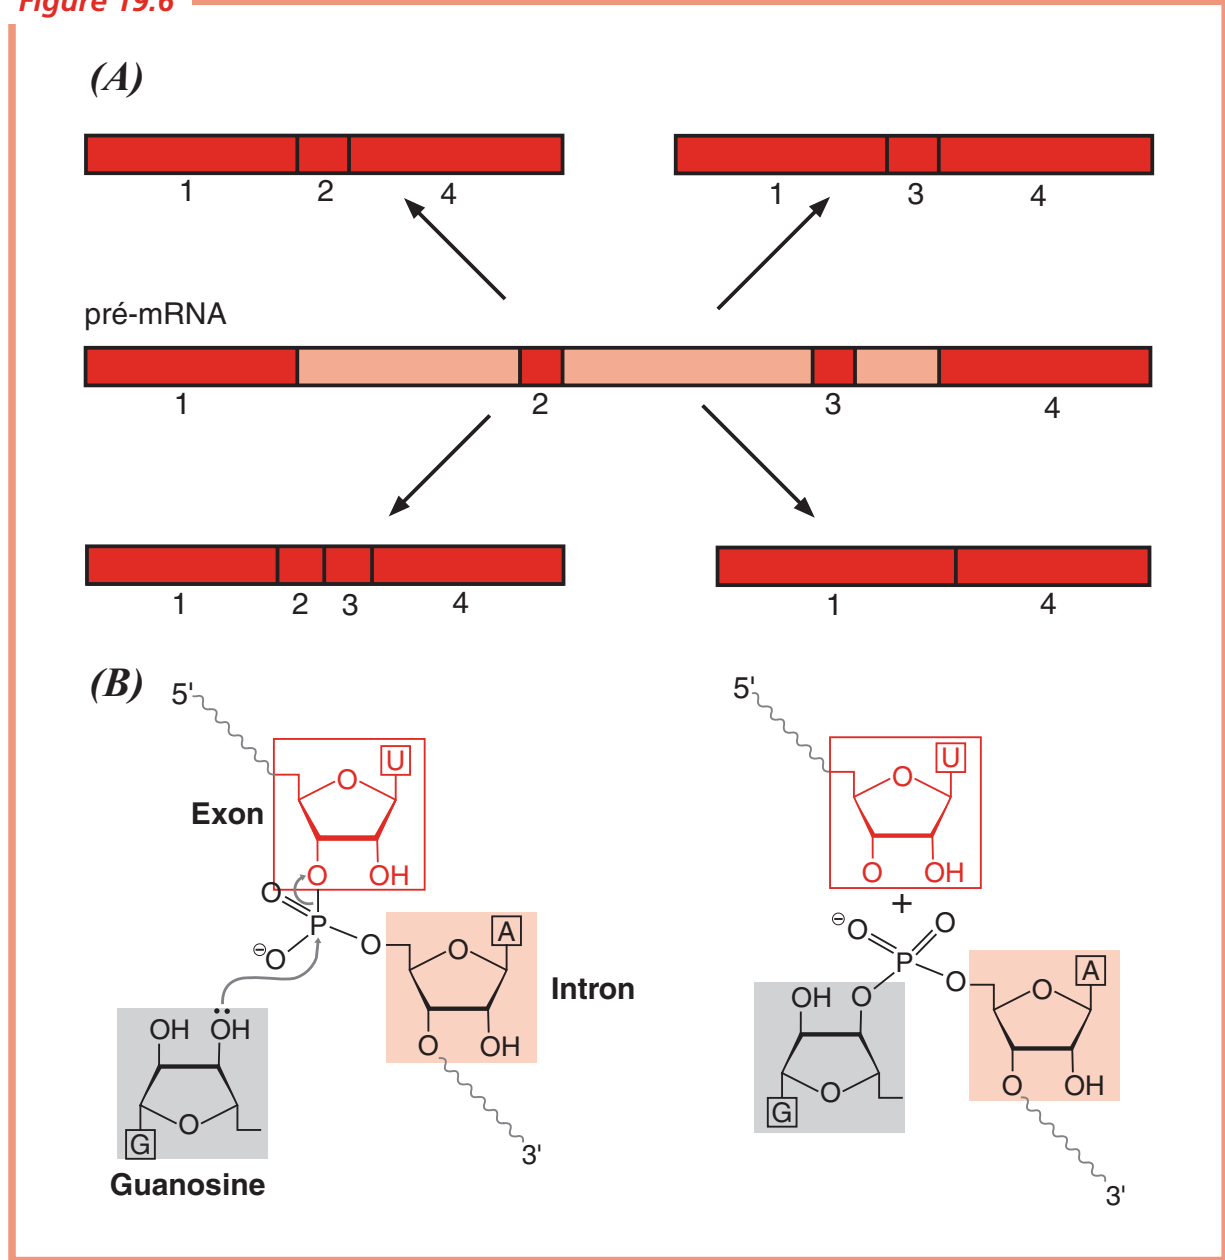 Figure 19.6
(A)
1 2 4
1 3 4
pré-mRNA
1 2 3 4
1 2 3 4
1 4
(B)
5'
5'
U
O
U
O
Exon
O OH
O OH
O
P
⊖O
O
O
A
+
⊖O
O
P
O
O
A
Intron
OH
O
O
OH OH
O OH
OH
O
O
OH
G
G
3'
Guanosine
3'